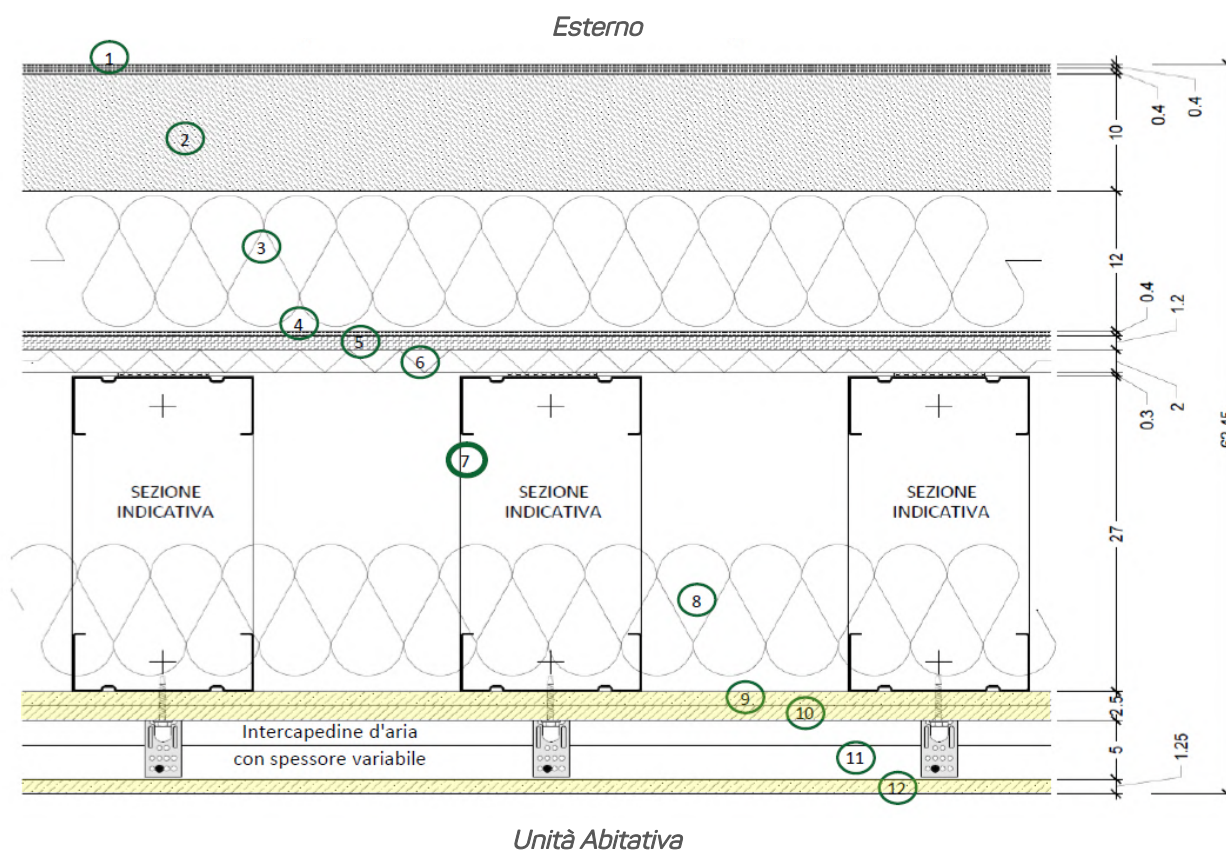 Esterno
1
2
3
4
5
6
7
SEZIONE
INDICATIVA
SEZIONE
INDICATIVA
SEZIONE
INDICATIVA
8
9
10
Intercapedine d'aria
con spessore variabile
11
12
0.4
0.4
10
12
0.4
1.2
2
0.3
27
2.5
5
1.25
Unità Abitativa